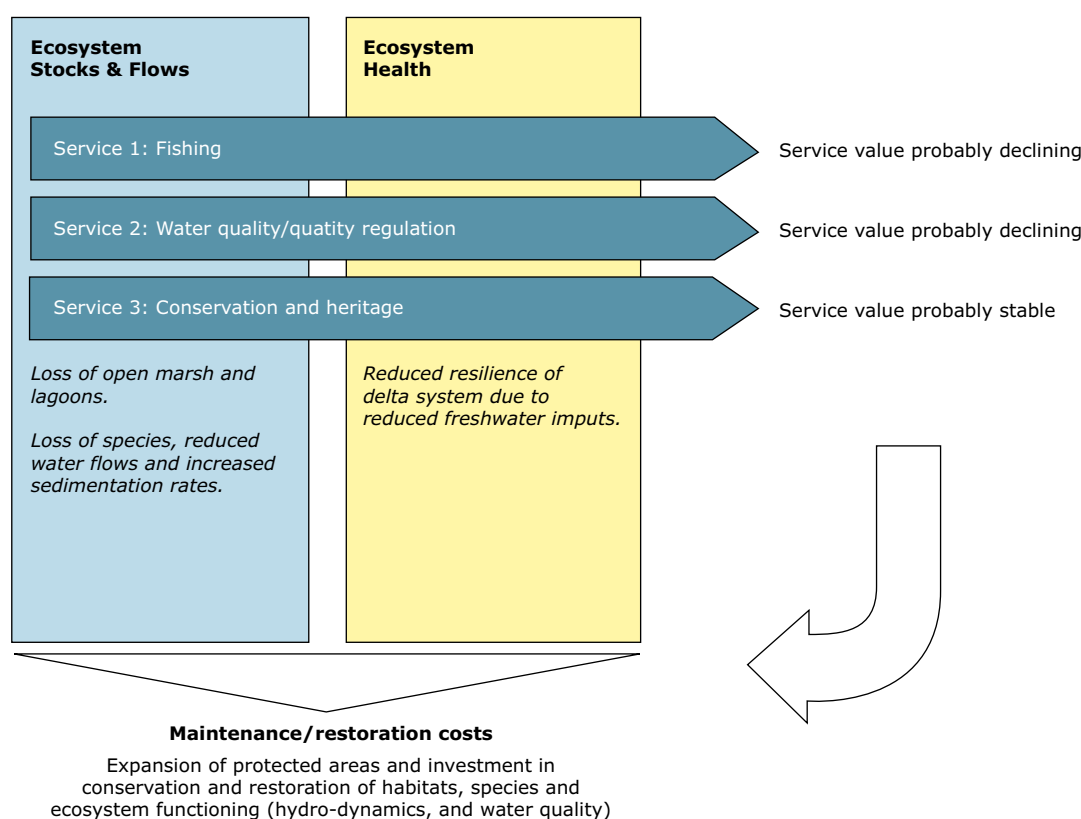 Ecosystem
Stocks & Flows
Ecosystem
Health
Service 1: Fishing
Service value probably declining
Service 2: Water quality/quatity regulation
Service value probably declining
Service 3: Conservation and heritage
Service value probably stable
Loss of open marsh and
lagoons.
Loss of species, reduced
water flows and increased
sedimentation rates.
Reduced resilience of
delta system due to
reduced freshwater imputs.
Maintenance/restoration costs
Expansion of protected areas and investment in
conservation and restoration of habitats, species and
ecosystem functioning (hydro-dynamics, and water quality)